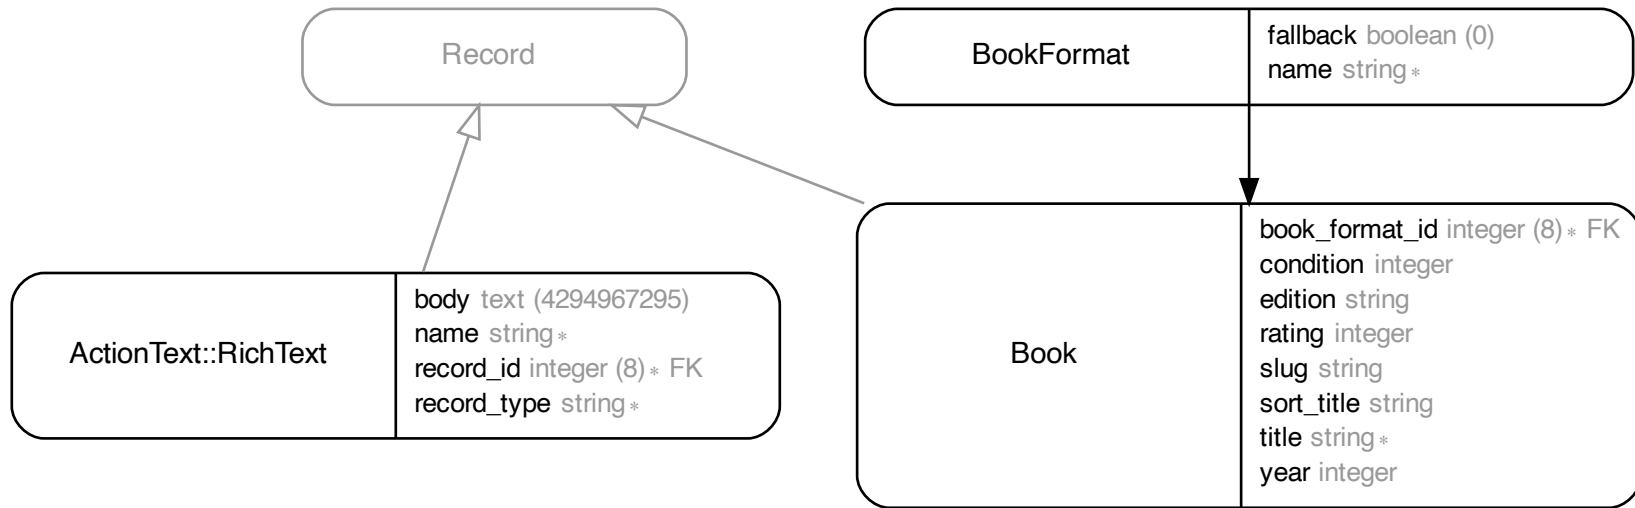 Record
BookFormat
fallback boolean (0)
name string *
ActionText::RichText
body text (4294967295)
name string *
record_id integer (8) * FK
record_type string *
Book
book_format_id integer (8) * FK
condition integer
edition string
rating integer
slug string
sort_title string
title string *
year integer